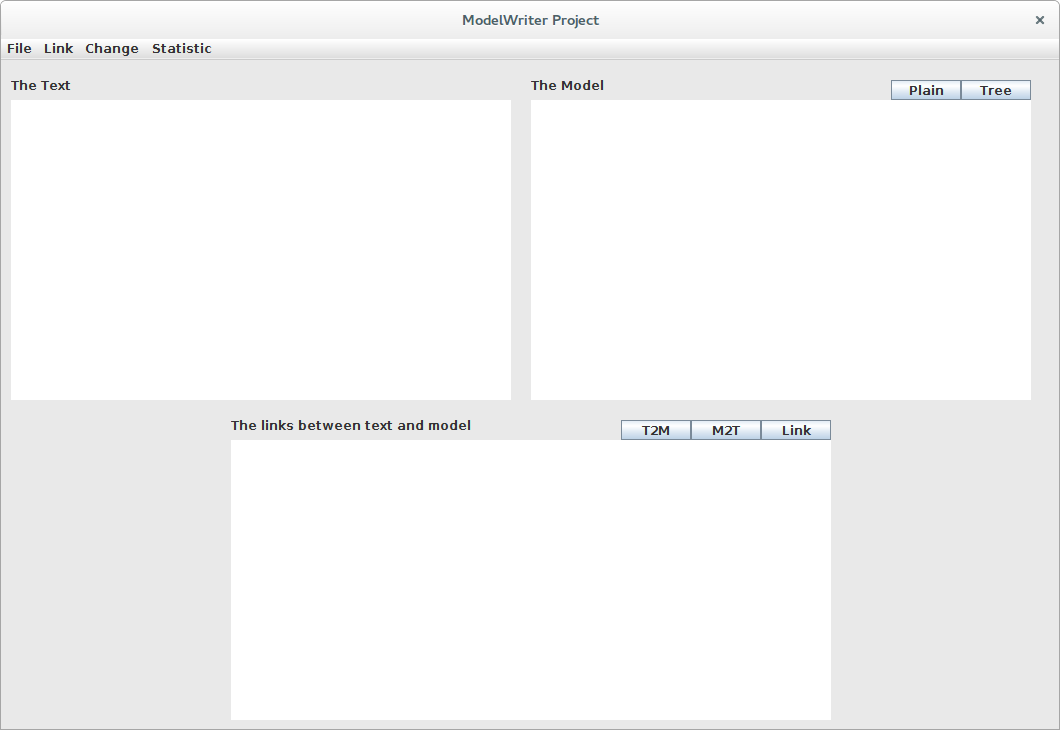 ModelWriter Project
File Link Change Statistic
The Text
The Model
Plain Tree
The links between text and model
T2M M2T Link